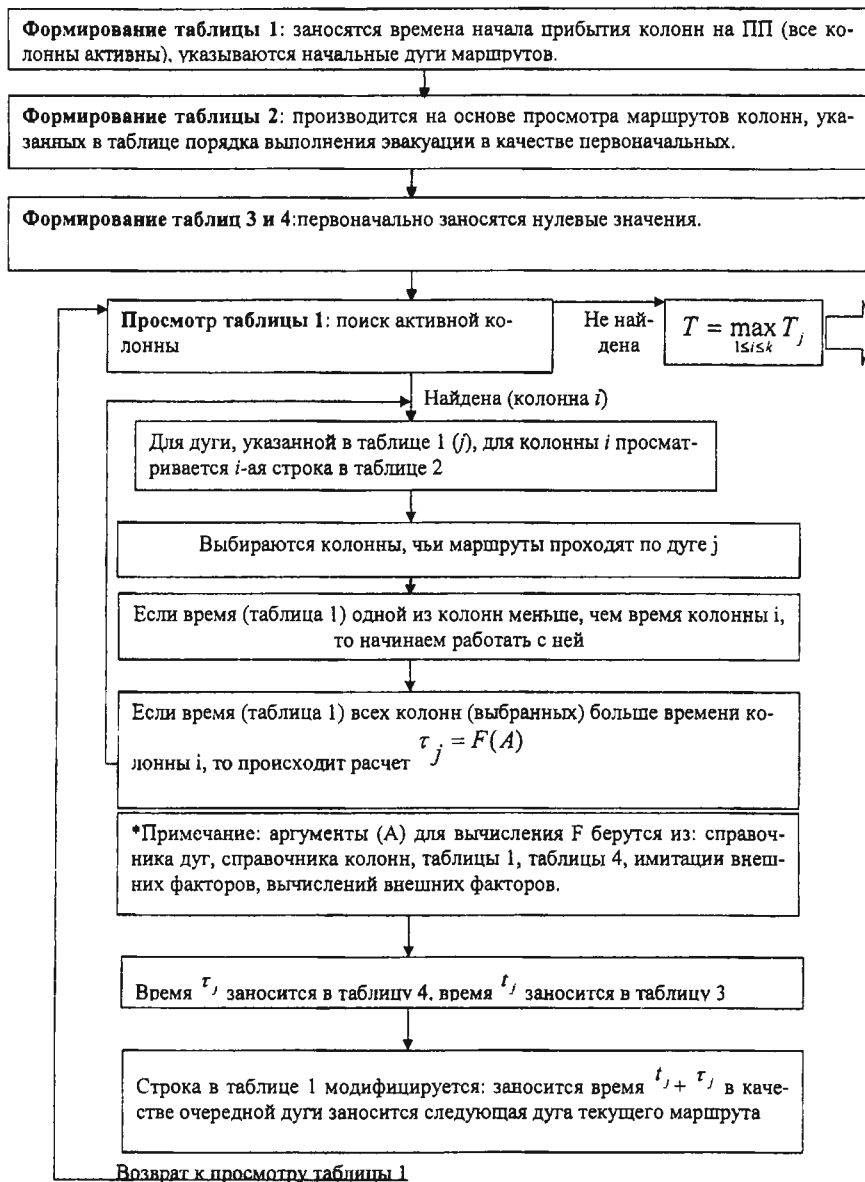 Формирование таблицы 1: заносятся времена начала прибытия колонн на ПП (все ко-
лонны активны), указываются начальные дуги маршрутов.
Формирование таблицы 2: производится на основе просмотра маршрутов колонн, ука-
занных в таблице порядка выполнения эвакуации в качестве первоначальных.
Формирование таблиц 3 и 4:первоначально заносятся нулевые значения.
Просмотр таблицы 1: поиск активной ко-
лонны
Не най-
дена
T = max T_j
1≤i≤k
Найдена (колонна i)
Для дуги, указанной в таблице 1 (j), для колонны i просмат-
ривается i-ая строка в таблице 2
Выбираются колонны, чьи маршруты проходят по дуге j
Если время (таблица 1) одной из колонн меньше, чем время колонны i,
то начинаем работать с ней
Если время (таблица 1) всех колонн (выбранных) больше времени ко-
лонны i, то происходит расчет τ_j = F(A)
*Примечание: аргументы (A) для вычисления F берутся из: справоч-
ника дуг, справочника колонн, таблицы 1, таблицы 4, имитации внеш-
них факторов, вычислений внешних факторов.
Время τ_j заносится в таблицу 4, время t_j заносится в таблицу 3
Строка в таблице 1 модифицируется: заносится время t_j + τ_j в каче-
стве очередной дуги заносится следующая дуга текущего маршрута
Возврат к просмотру таблицы 1